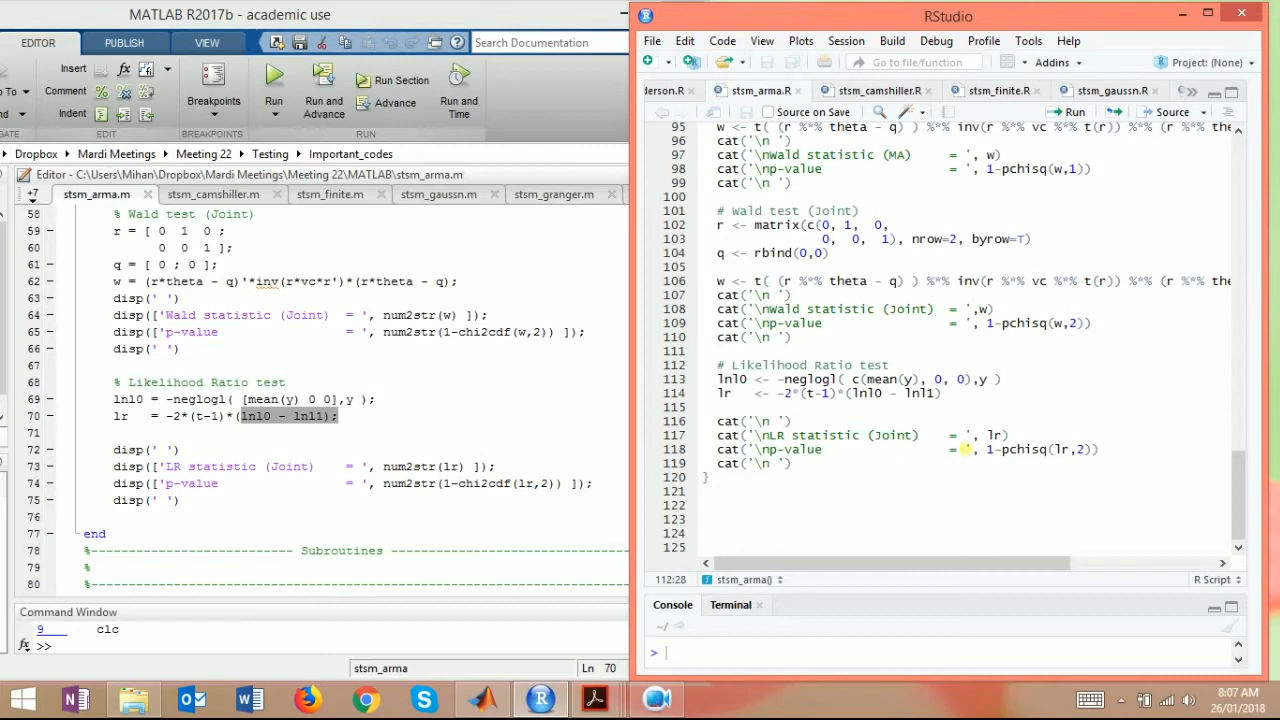 MATLAB R2017b - academic use
EDITOR
PUBLISH
VIEW
Search Documentation
Insert
Comment
Indent
Breakpoints
Run
Run and Advance
Run Section
Advance
Run and Time
EDIT
BREAKPOINTS
RUN
Dropbox
Mardi Meetings
Meeting 22
Testing
Important_codes
Editor - C:\Users\Mihan\Dropbox\Mardi Meetings\Meeting 22\MATLAB\stsm_arma.m
+7
stsm_arma.m
stsm_camshiller.m
stsm_finite.m
stsm_gaussn.m
stsm_granger.m
58 % Wald test (Joint)
59 r = [ 0 1 0 ;
60 0 0 1 ];
61 q = [ 0 ; 0 ];
62 w = (r*theta - q)'*inv(r*vc*r')*(r*theta - q);
63 disp(' ')
64 disp(['Wald statistic (Joint) = ', num2str(w) ]);
65 disp(['p-value = ', num2str(1-chi2cdf(w,2)) ]);
66 disp(' ')
67
68 % Likelihood Ratio test
69 lnl0 = -neglogl( [mean(y) 0 0],y );
70 lr = -2*(t-1)*(lnl0 - lnl1);
71
72 disp(' ')
73 disp(['LR statistic (Joint) = ', num2str(lr) ]);
74 disp(['p-value = ', num2str(1-chi2cdf(lr,2)) ]);
75 disp(' ')
76
77 end
78 %-------------------------- Subroutines -----------------------------
79 %
80 %--------------------------------------------------------------------
Command Window
9 clc
fx >>
stsm_arma
Ln 70
RStudio
File Edit Code View Plots Session Build Debug Profile Tools Help
Go to file/function
Addins
Project: (None)
derson.R
stsm_arma.R
stsm_camshiller.R
stsm_finite.R
stsm_gaussn.R
Source on Save
Run
Source
95 w <- t( (r %*% theta - q) ) %*% inv(r %*% vc %*% t(r)) %*% (r %*% the
96 cat('\n ')
97 cat('\nWald statistic (MA) = ', w)
98 cat('\np-value = ', 1-pchisq(w,1))
99 cat('\n ')
100
101 # Wald test (Joint)
102 r <- matrix(c(0, 1, 0,
103 0, 0, 1), nrow=2, byrow=T)
104 q <- rbind(0,0)
105
106 w <- t( (r %*% theta - q) ) %*% inv(r %*% vc %*% t(r)) %*% (r %*% the
107 cat('\n ')
108 cat('\nWald statistic (Joint) = ',w)
109 cat('\np-value = ', 1-pchisq(w,2))
110 cat('\n ')
111
112 # Likelihood Ratio test
113 lnl0 <- -neglogl( c(mean(y), 0, 0),y )
114 lr <- -2*(t-1)*(lnl0 - lnl1)
115
116 cat('\n ')
117 cat('\nLR statistic (Joint) = ', lr)
118 cat('\np-value = ', 1-pchisq(lr,2))
119 cat('\n ')
120 }
121
122
123
124
125
112:28
stsm_arma()
R Script
Console
Terminal
~/
>
8:07 AM
26/01/2018